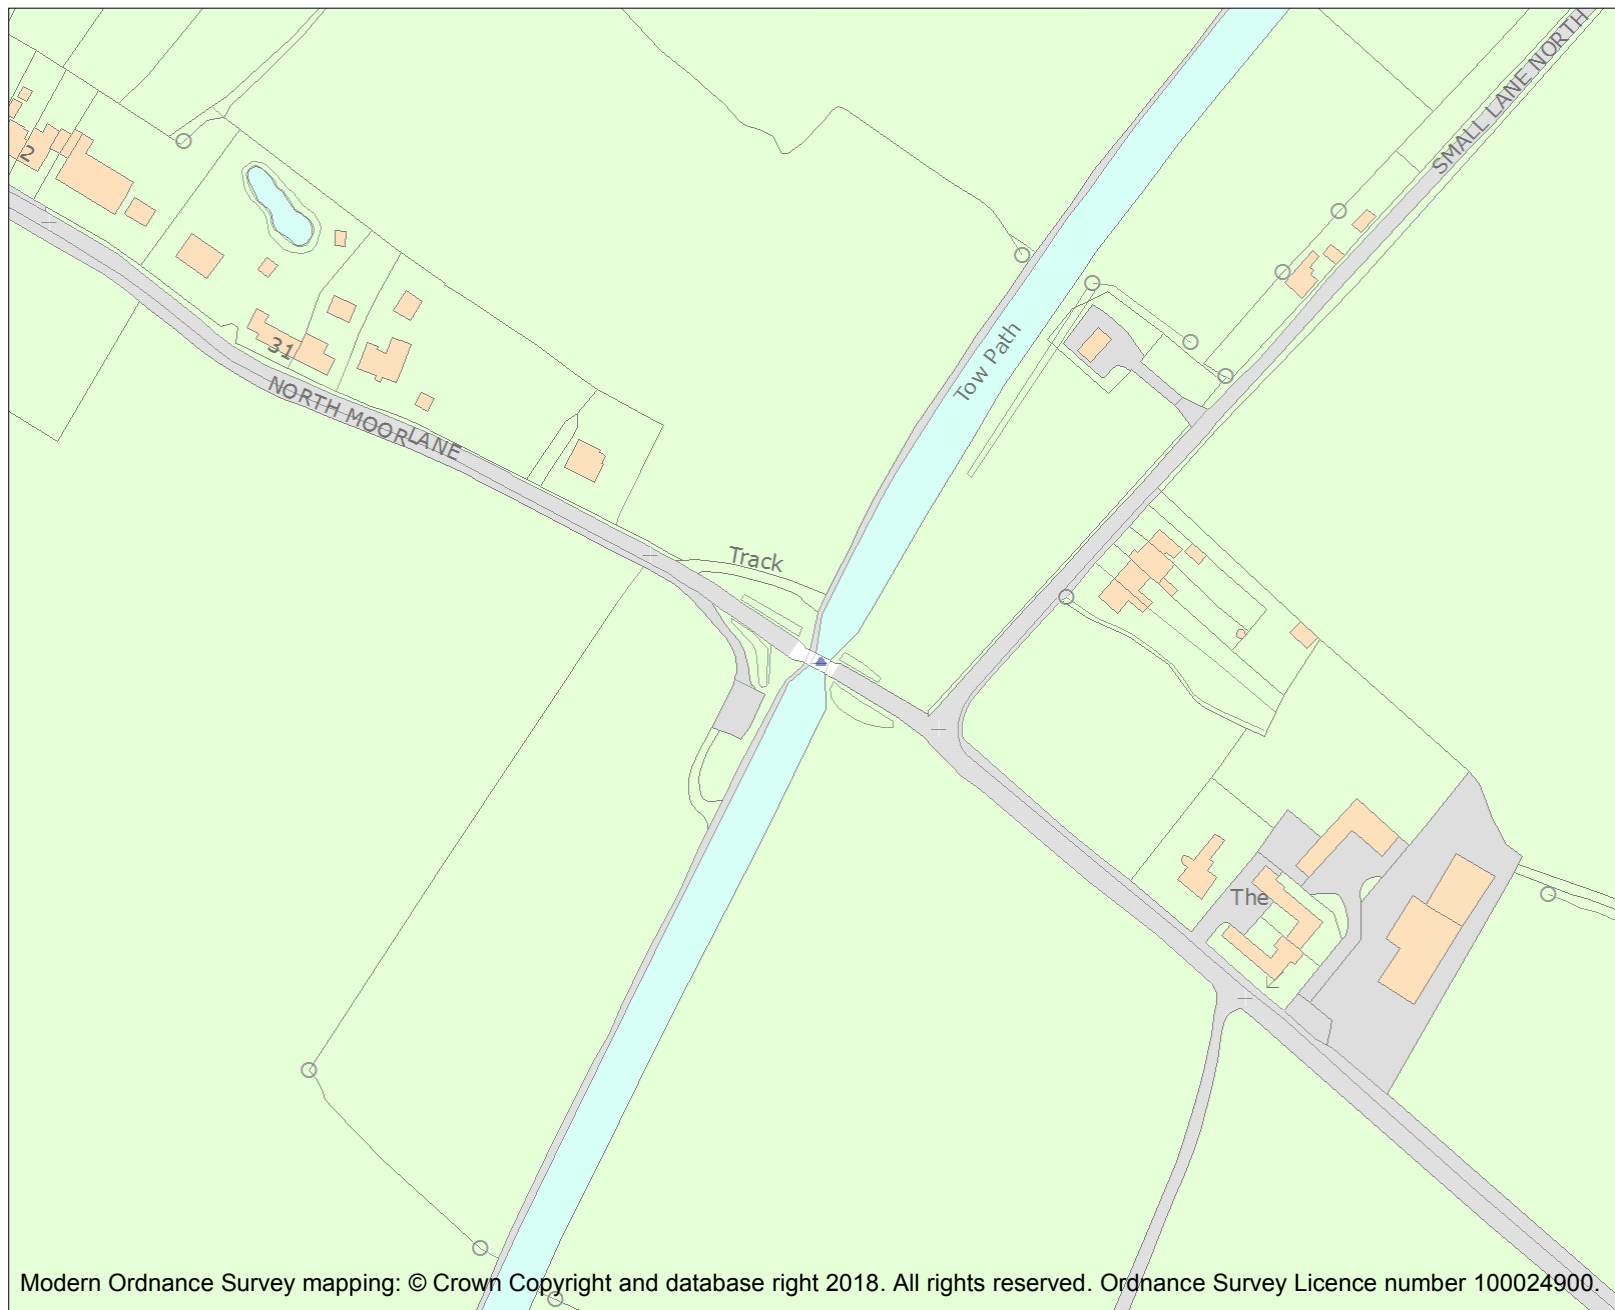 SMALL LANE NORTH
2
Tow Path
31
NORTH MOOR LANE
Track
The
Modern Ordnance Survey mapping: © Crown Copyright and database right 2018. All rights reserved. Ordnance Survey Licence number 100024900.